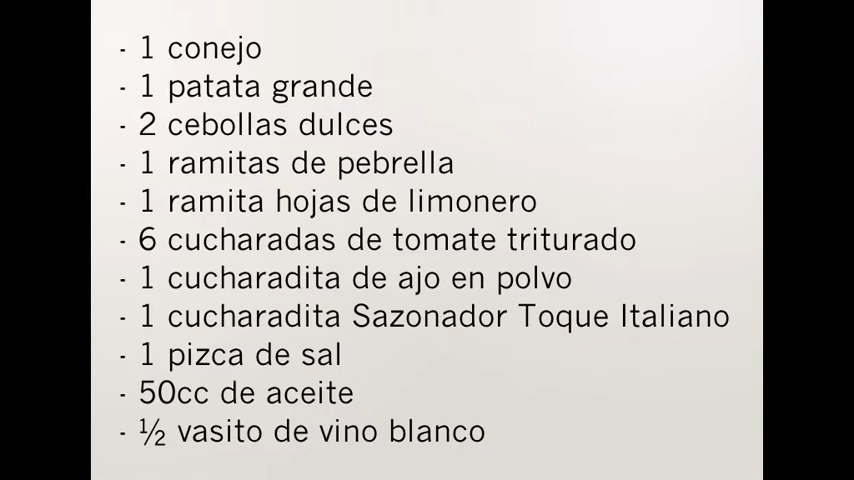 - 1 conejo
- 1 patata grande
- 2 cebollas dulces
- 1 ramitas de pebrella
- 1 ramita hojas de limonero
- 6 cucharadas de tomate triturado
- 1 cucharadita de ajo en polvo
- 1 cucharadita Sazonador Toque Italiano
- 1 pizca de sal
- 50cc de aceite
- ½ vasito de vino blanco